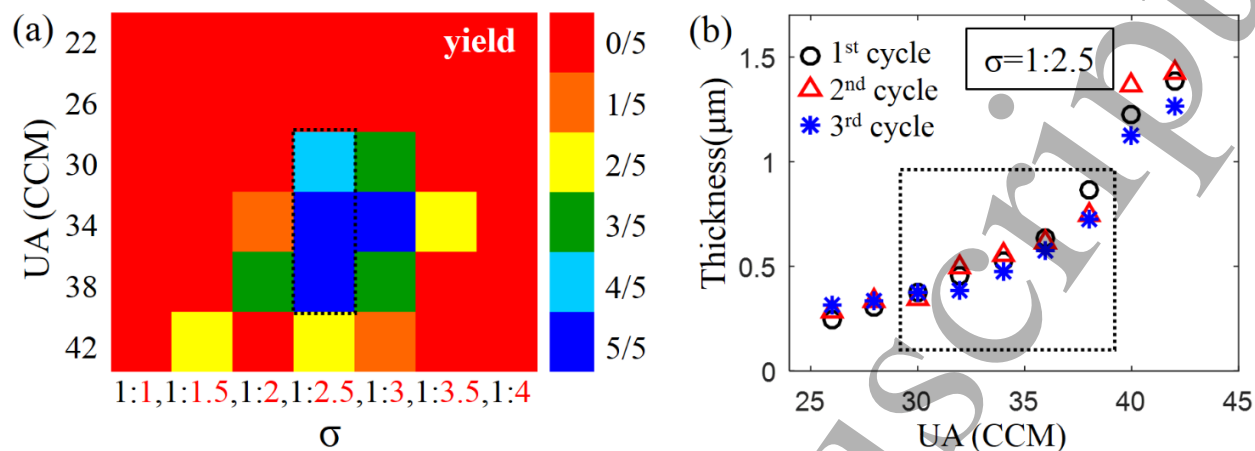 (a)
yield
UA (CCM)
22
26
30
34
38
42
1:1,1:1.5,1:2,1:2.5,1:3,1:3.5,1:4
σ
0/5
1/5
2/5
3/5
4/5
5/5
(b)
σ=1:2.5
1st cycle
2nd cycle
3rd cycle
Thickness(μm)
1.5
1
0.5
0
25 30 35 40 45
UA (CCM)
script